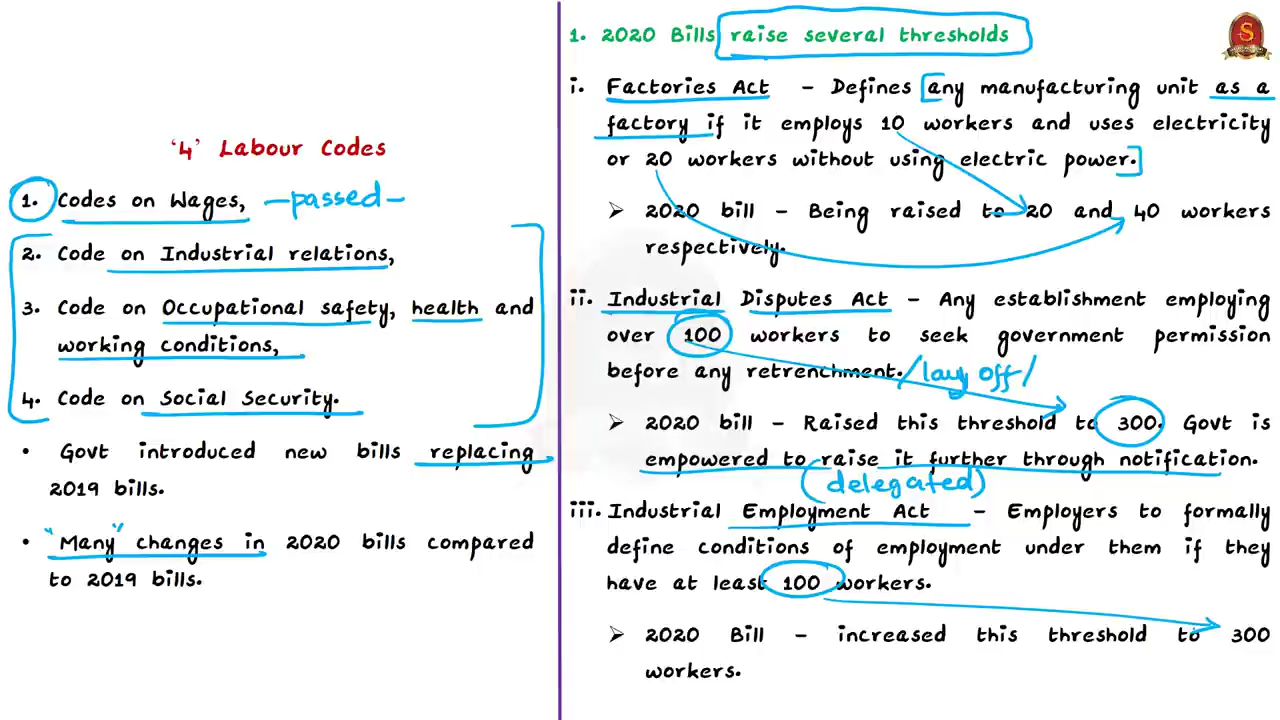 '4' Labour Codes
1. Codes on Wages, -passed-
2. Code on Industrial relations,
3. Code on Occupational safety, health and
working conditions,
4. Code on Social Security.
• Govt introduced new bills replacing
2019 bills.
• "Many" changes in 2020 bills compared
to 2019 bills.
1. 2020 Bills raise several thresholds
i. Factories Act - Defines [any manufacturing unit as a
factory if it employs 10 workers and uses electricity
or 20 workers without using electric power.]
➢ 2020 bill - Being raised to 20 and 40 workers
respectively.
ii. Industrial Disputes Act - Any establishment employing
over 100 workers to seek government permission
before any retrenchment. /lay off/
➢ 2020 bill - Raised this threshold to 300. Govt is
empowered to raise it further through notification.
(delegated)
iii. Industrial Employment Act - Employers to formally
define conditions of employment under them if they
have at least 100 workers.
➢ 2020 Bill - increased this threshold to 300
workers.
S